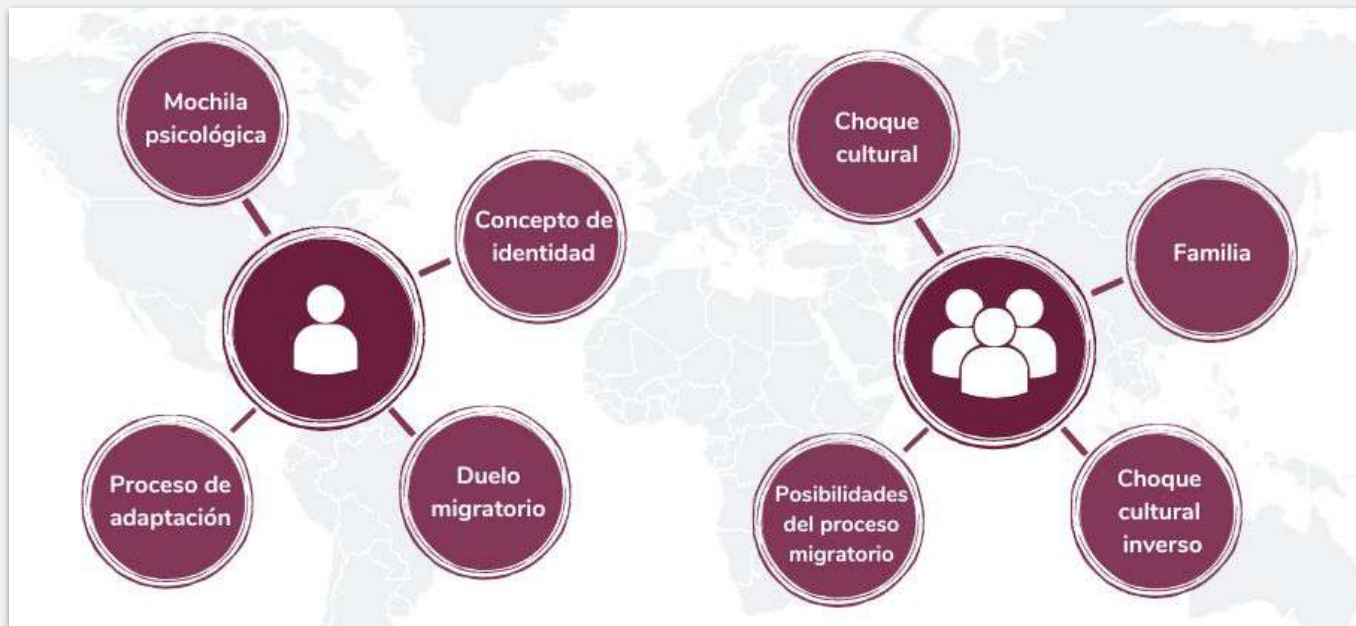 Mochila
psicológica
Concepto de
identidad
Proceso de
adaptación
Duelo
migratorio
Choque
cultural
Familia
Posibilidades
del proceso
migratorio
Choque
cultural
inverso